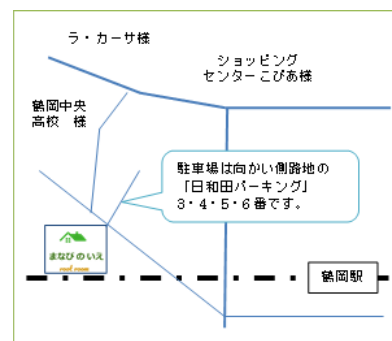 ラ・カーサ様
ショッピング
センターこぴあ様
鶴岡中央
高校　様
駐車場は向かい側路地の
「日和田パーキング」
3・4・5・6番です。
まなびのいえ
roof room
鶴岡駅